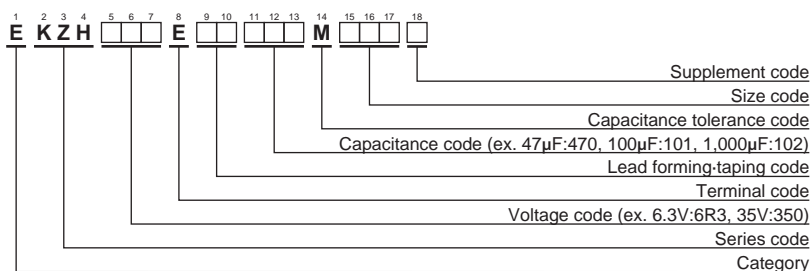 1 2 3 4 5 6 7 8 9 10 11 12 13 14 15 16 17 18
E KZH E M
Supplement code
Size code
Capacitance tolerance code
Capacitance code (ex. 47μF:470, 100μF:101, 1,000μF:102)
Lead forming·taping code
Terminal code
Voltage code (ex. 6.3V:6R3, 35V:350)
Series code
Category